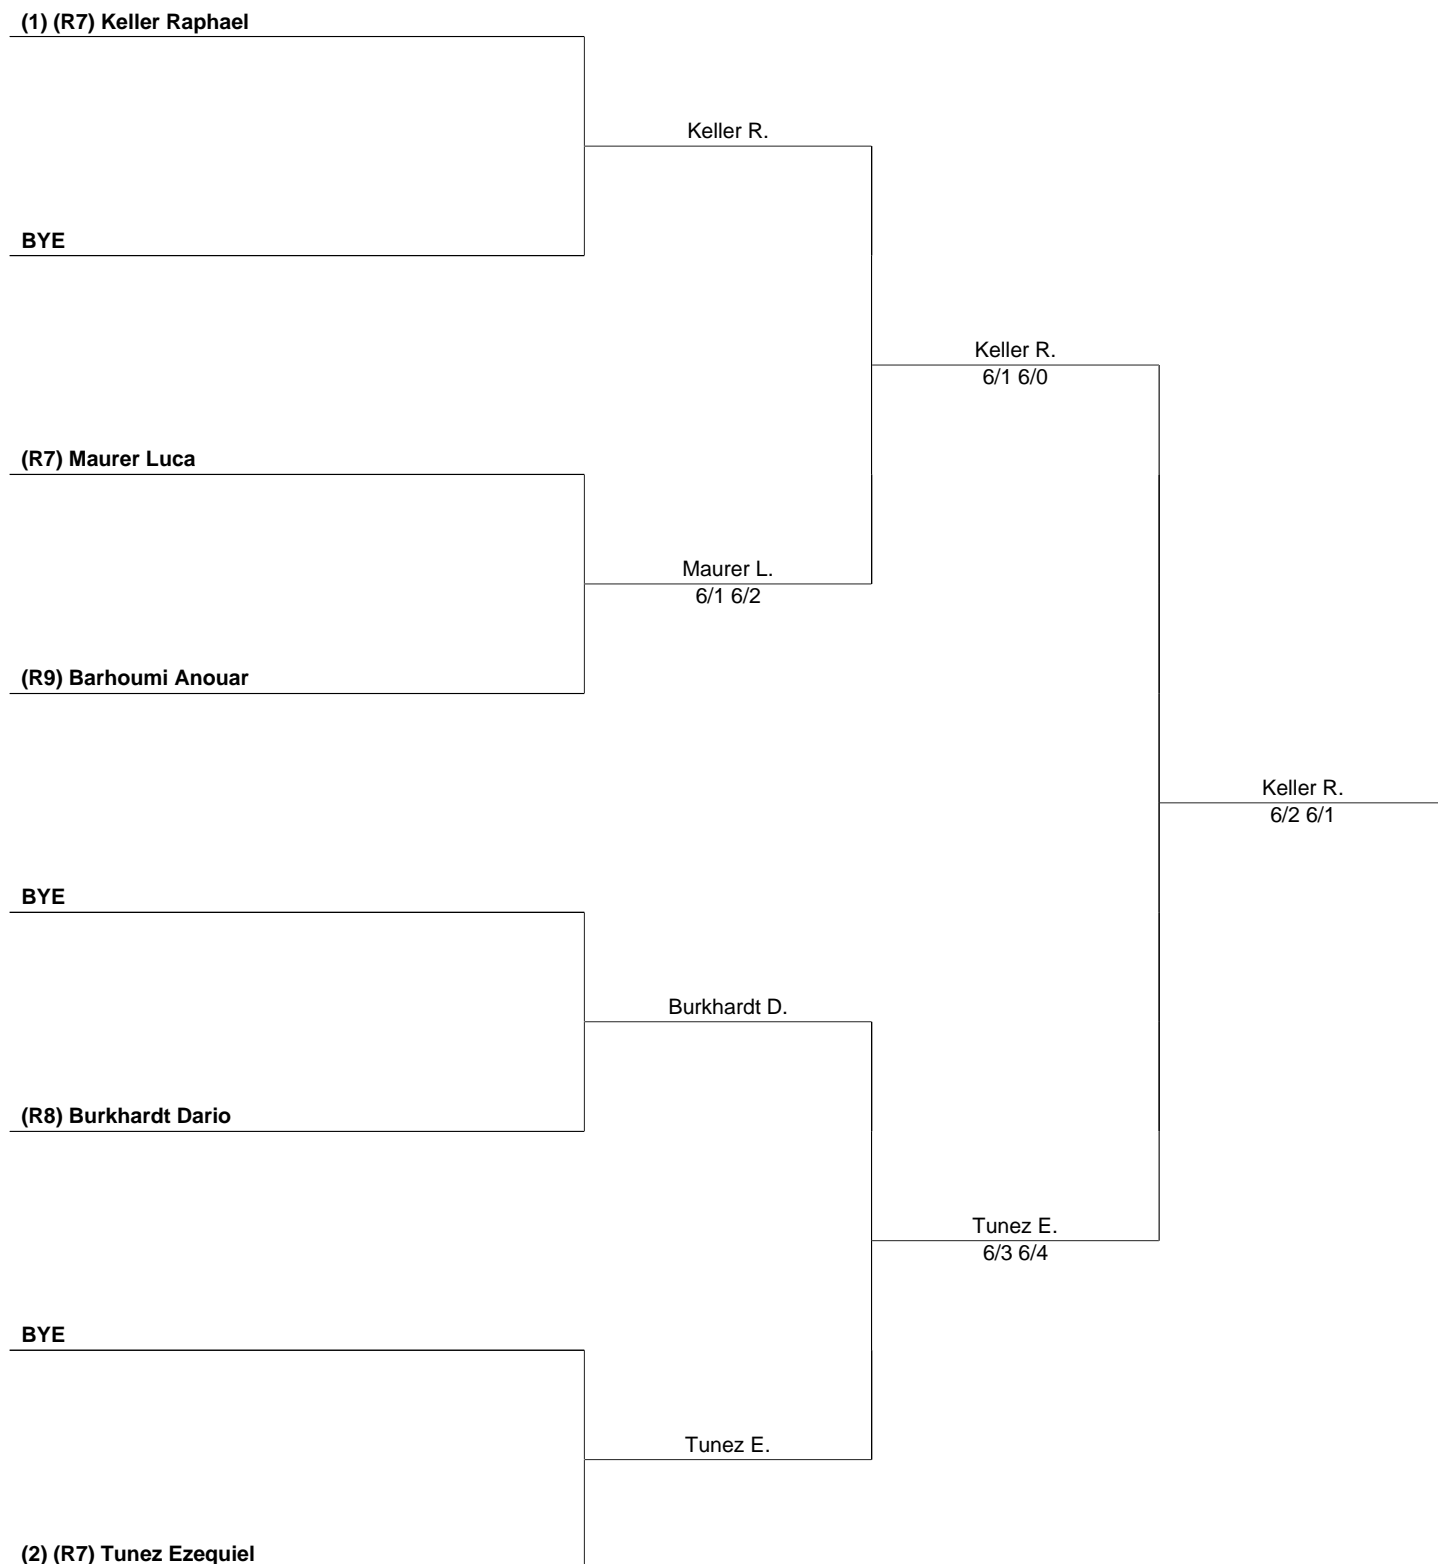 (1) (R7) Keller Raphael
Keller R.
BYE
Keller R.
6/1 6/0
(R7) Maurer Luca
Maurer L.
6/1 6/2
(R9) Barhoumi Anouar
Keller R.
6/2 6/1
BYE
Burkhardt D.
(R8) Burkhardt Dario
Tunez E.
6/3 6/4
BYE
Tunez E.
(2) (R7) Tunez Ezequiel